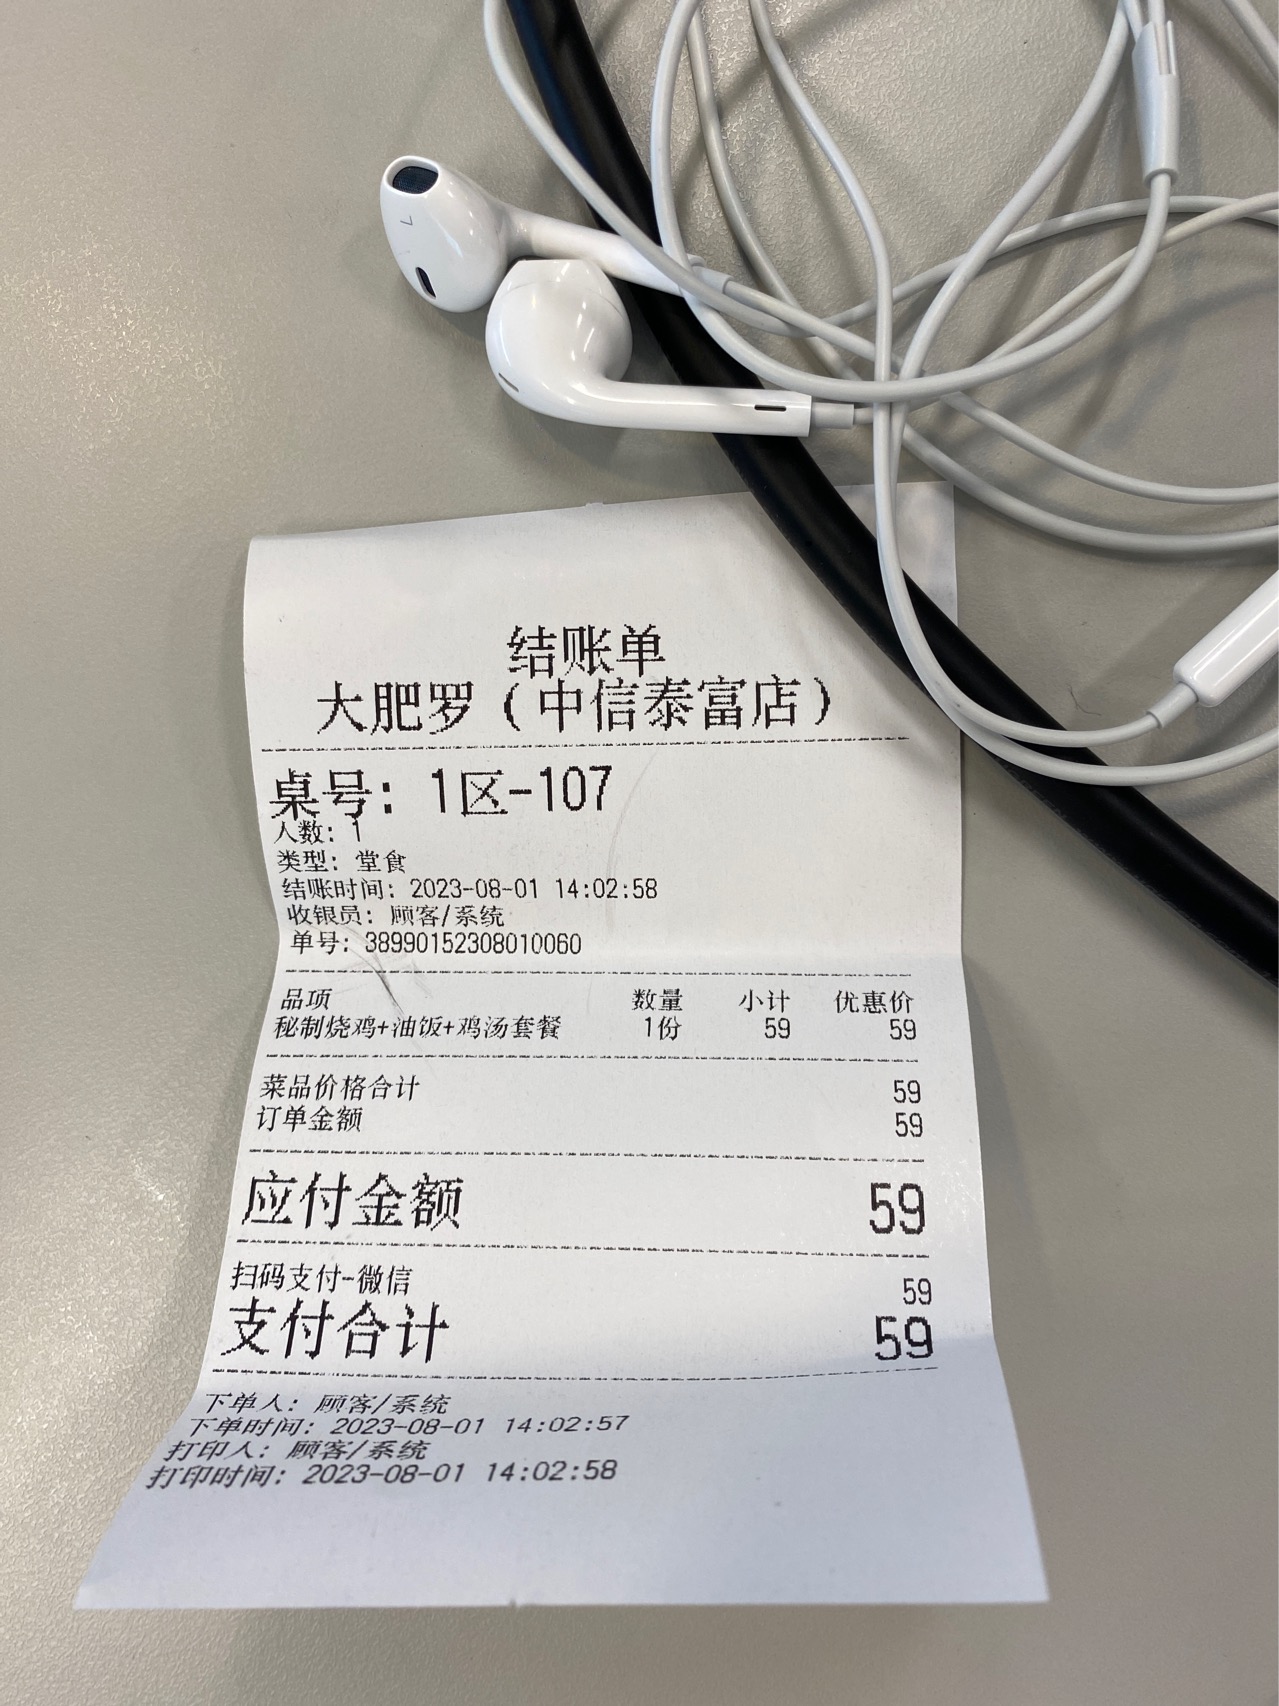 L
结账单
大肥罗(中信泰富店)
桌号: 1区-107
人数: 1
类型: 堂食
结账时间: 2023-08-01 14:02:58
收银员: 顾客/系统
单号: 38990152308010060
品项 数量 小计 优惠价
秘制烧鸡+油饭+鸡汤套餐 1份 59 59
菜品价格合计 59
订单金额 59
应付金额 59
扫码支付-微信 59
支付合计 59
下单人: 顾客/系统
下单时间: 2023-08-01 14:02:57
打印人: 顾客/系统
打印时间: 2023-08-01 14:02:58